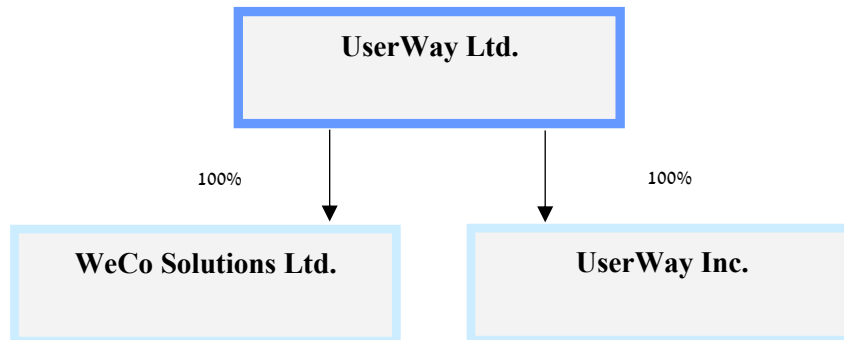 UserWay Ltd.
100%
100%
WeCo Solutions Ltd.
UserWay Inc.